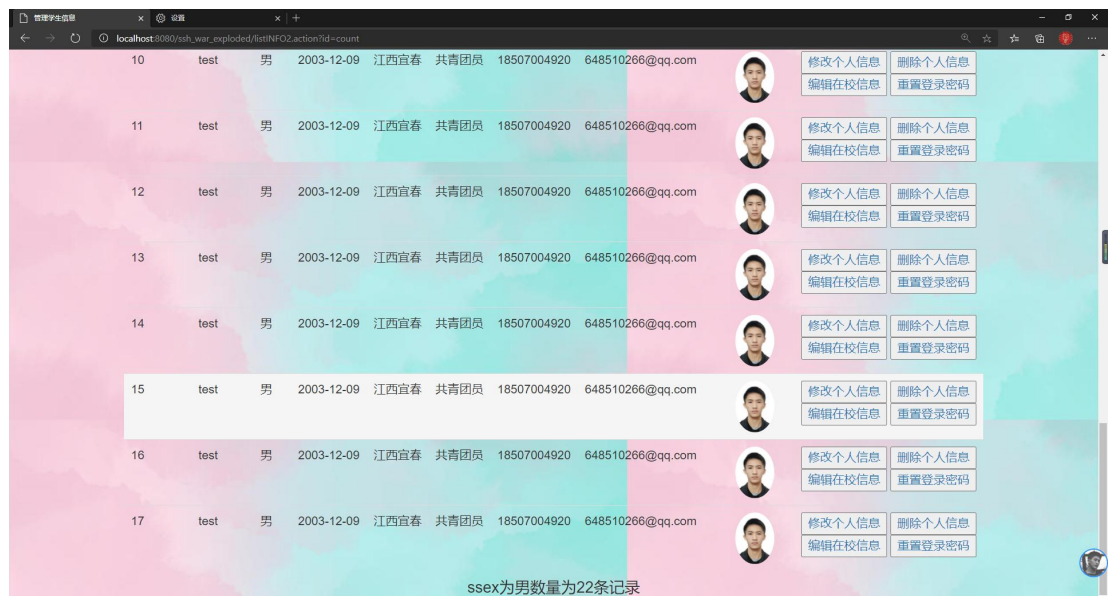 管理学生信息 设置
localhost:8080/ssh_war_exploded/listINFO2.action?id=count
10 test 男 2003-12-09 江西宜春 共青团员 18507004920 648510266@qq.com 修改个人信息 删除个人信息
编辑在校信息 重置登录密码
11 test 男 2003-12-09 江西宜春 共青团员 18507004920 648510266@qq.com 修改个人信息 删除个人信息
编辑在校信息 重置登录密码
12 test 男 2003-12-09 江西宜春 共青团员 18507004920 648510266@qq.com 修改个人信息 删除个人信息
编辑在校信息 重置登录密码
13 test 男 2003-12-09 江西宜春 共青团员 18507004920 648510266@qq.com 修改个人信息 删除个人信息
编辑在校信息 重置登录密码
14 test 男 2003-12-09 江西宜春 共青团员 18507004920 648510266@qq.com 修改个人信息 删除个人信息
编辑在校信息 重置登录密码
15 test 男 2003-12-09 江西宜春 共青团员 18507004920 648510266@qq.com 修改个人信息 删除个人信息
编辑在校信息 重置登录密码
16 test 男 2003-12-09 江西宜春 共青团员 18507004920 648510266@qq.com 修改个人信息 删除个人信息
编辑在校信息 重置登录密码
17 test 男 2003-12-09 江西宜春 共青团员 18507004920 648510266@qq.com 修改个人信息 删除个人信息
编辑在校信息 重置登录密码
ssex为男数量为22条记录